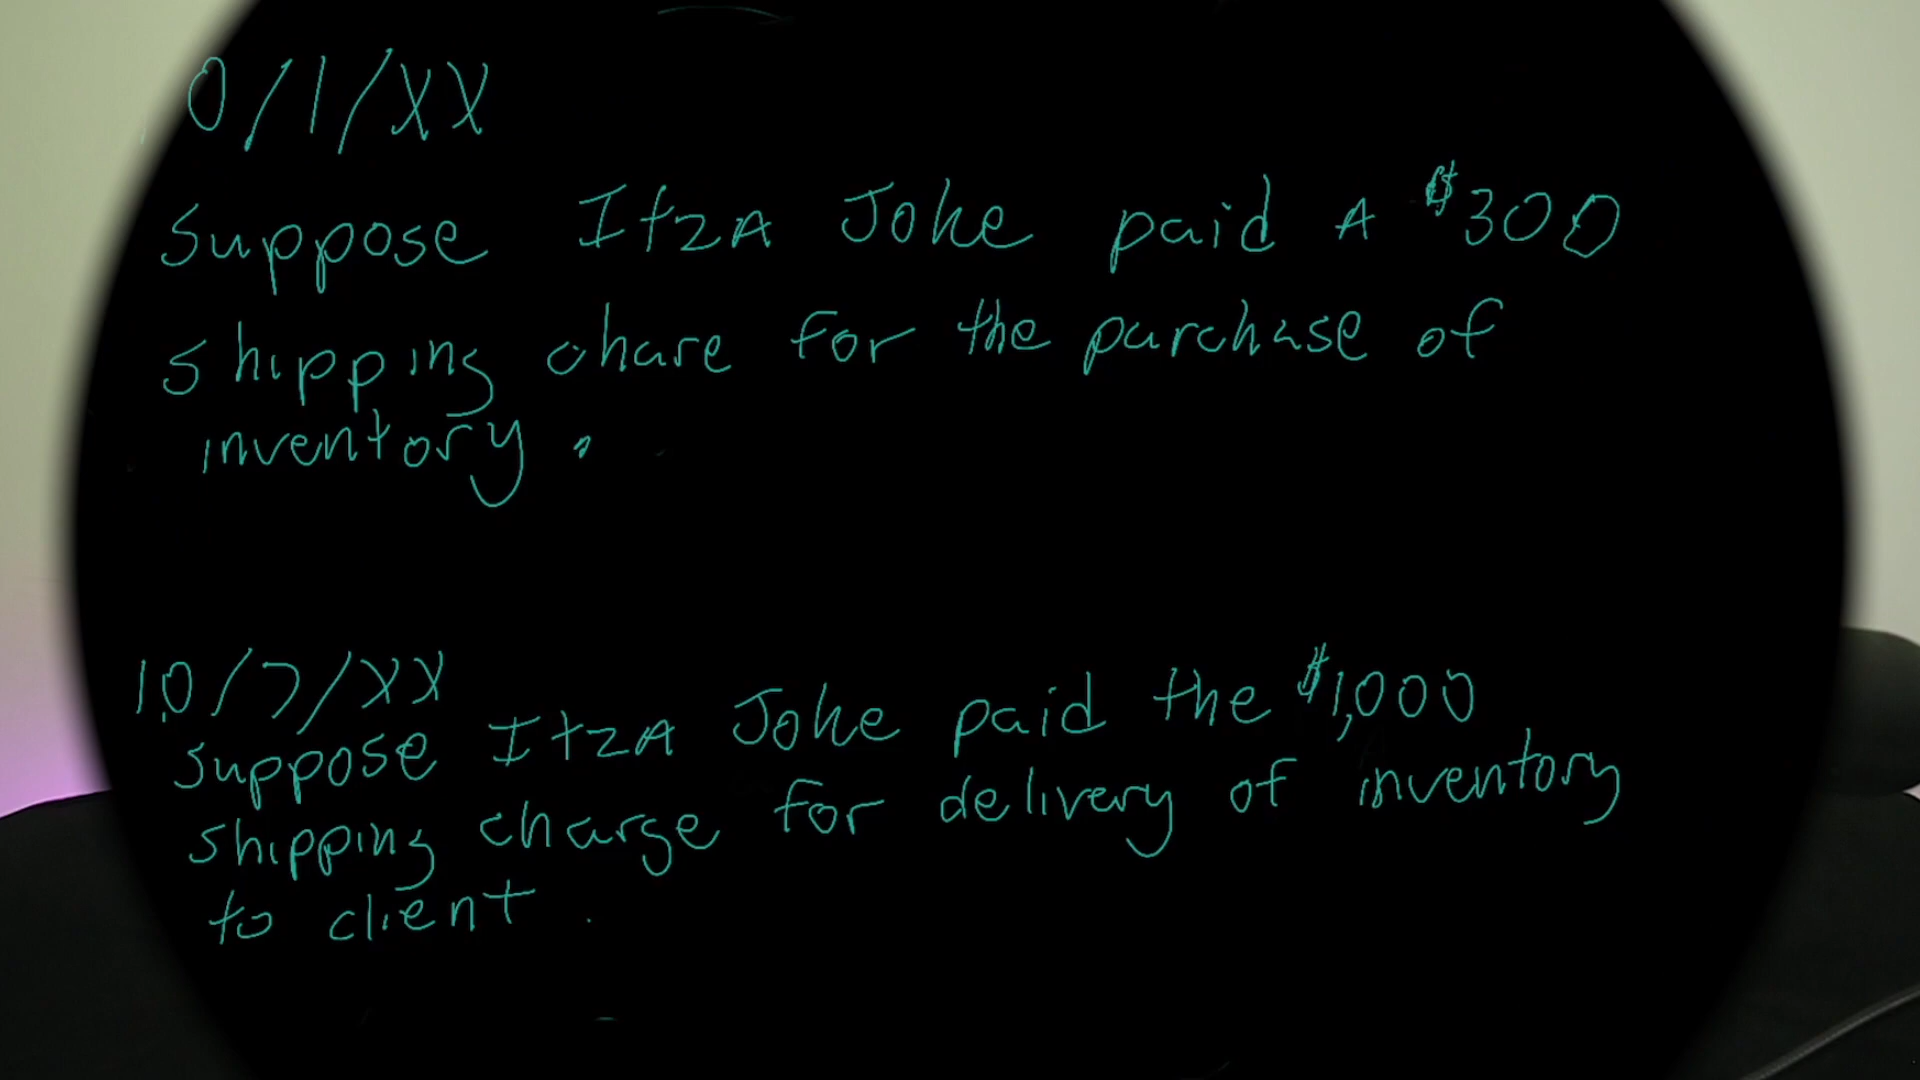 0/1/XX
Suppose ItzA Joke paid A $300
shipping chare for the purchase of
inventory.
10/7/XX
Suppose ItzA Joke paid the $1,000
shipping charge for delivery of inventory
to client.